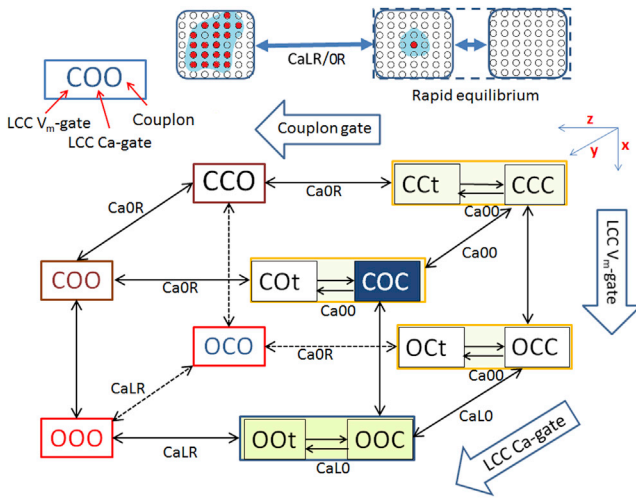 CaLR/0R
Rapid equilibrium
COO
LCC Vm-gate
LCC Ca-gate
Couplon
Couplon gate
z
y
x
CCO
Ca0R
CCt
CCC
Ca00
Ca0R
Ca00
LCC Vm-gate
COO
Ca0R
COt
COC
Ca00
OCO
Ca0R
OCt
OCC
Ca00
CaLR
CaL0
OOO
CaLR
OOt
OOC
CaL0
LCC Ca-gate